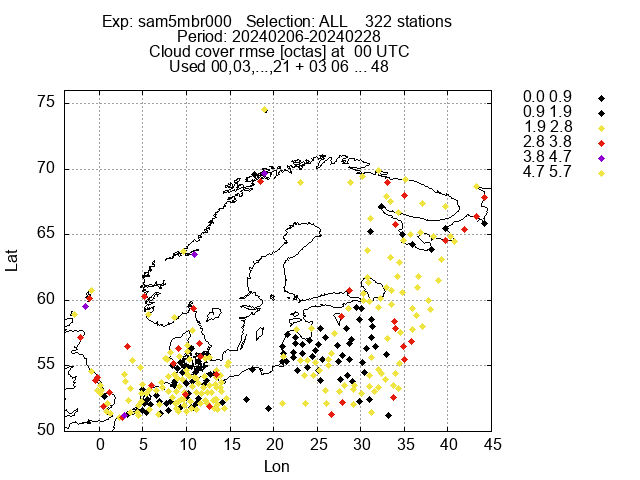 Exp: sam5mbr000 Selection: ALL 322 stations
Period: 20240206-20240228
Cloud cover rmse [octas] at 00 UTC
Used 00,03,...,21 + 03 06 ... 48
0.0 0.9
0.9 1.9
1.9 2.8
2.8 3.8
3.8 4.7
4.7 5.7
75
70
65
60
55
50
Lat
0 5 10 15 20 25 30 35 40 45
Lon